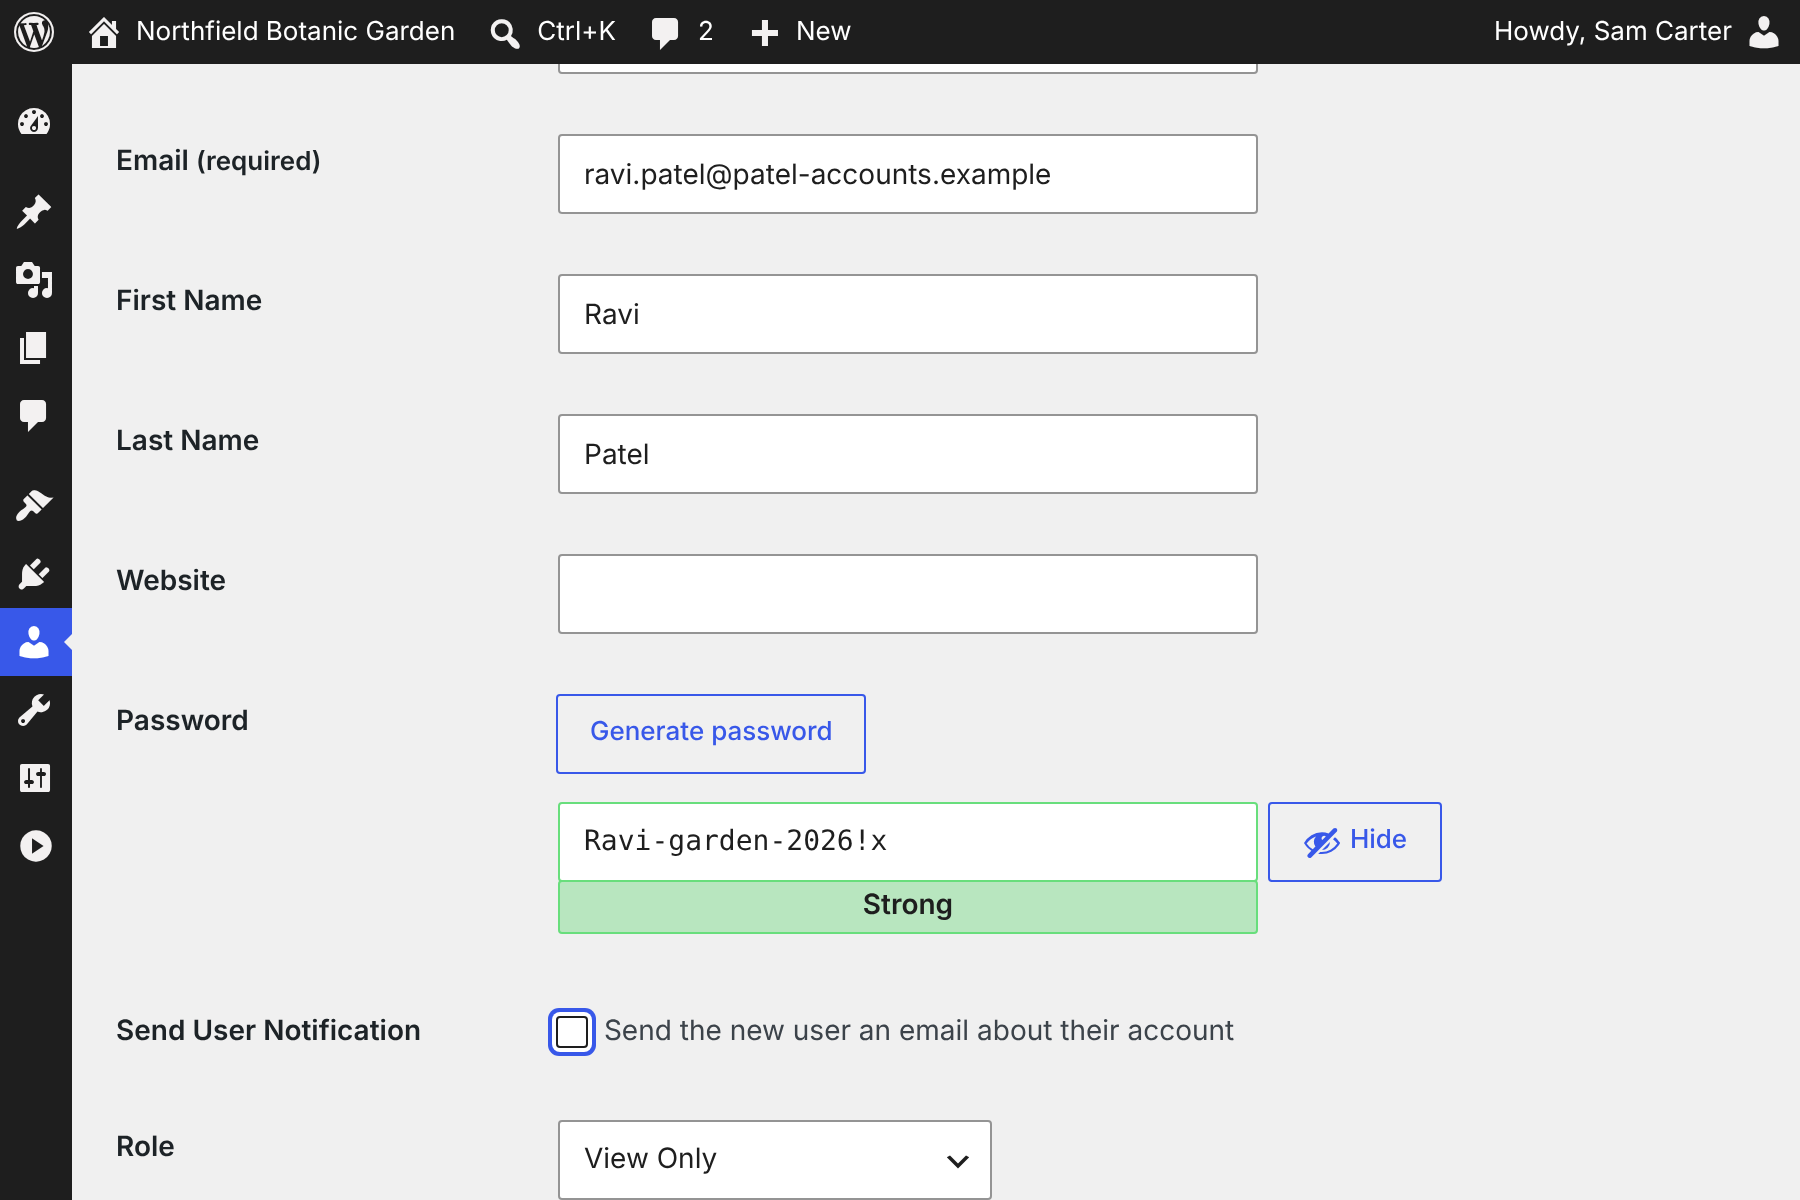 Northfield Botanic Garden Ctrl+K 2 New Howdy, Sam Carter
Email (required) ravi.patel@patel-accounts.example
First Name Ravi
Last Name Patel
Website
Password Generate password
Ravi-garden-2026!x Hide
Strong
Send User Notification Send the new user an email about their account
Role View Only